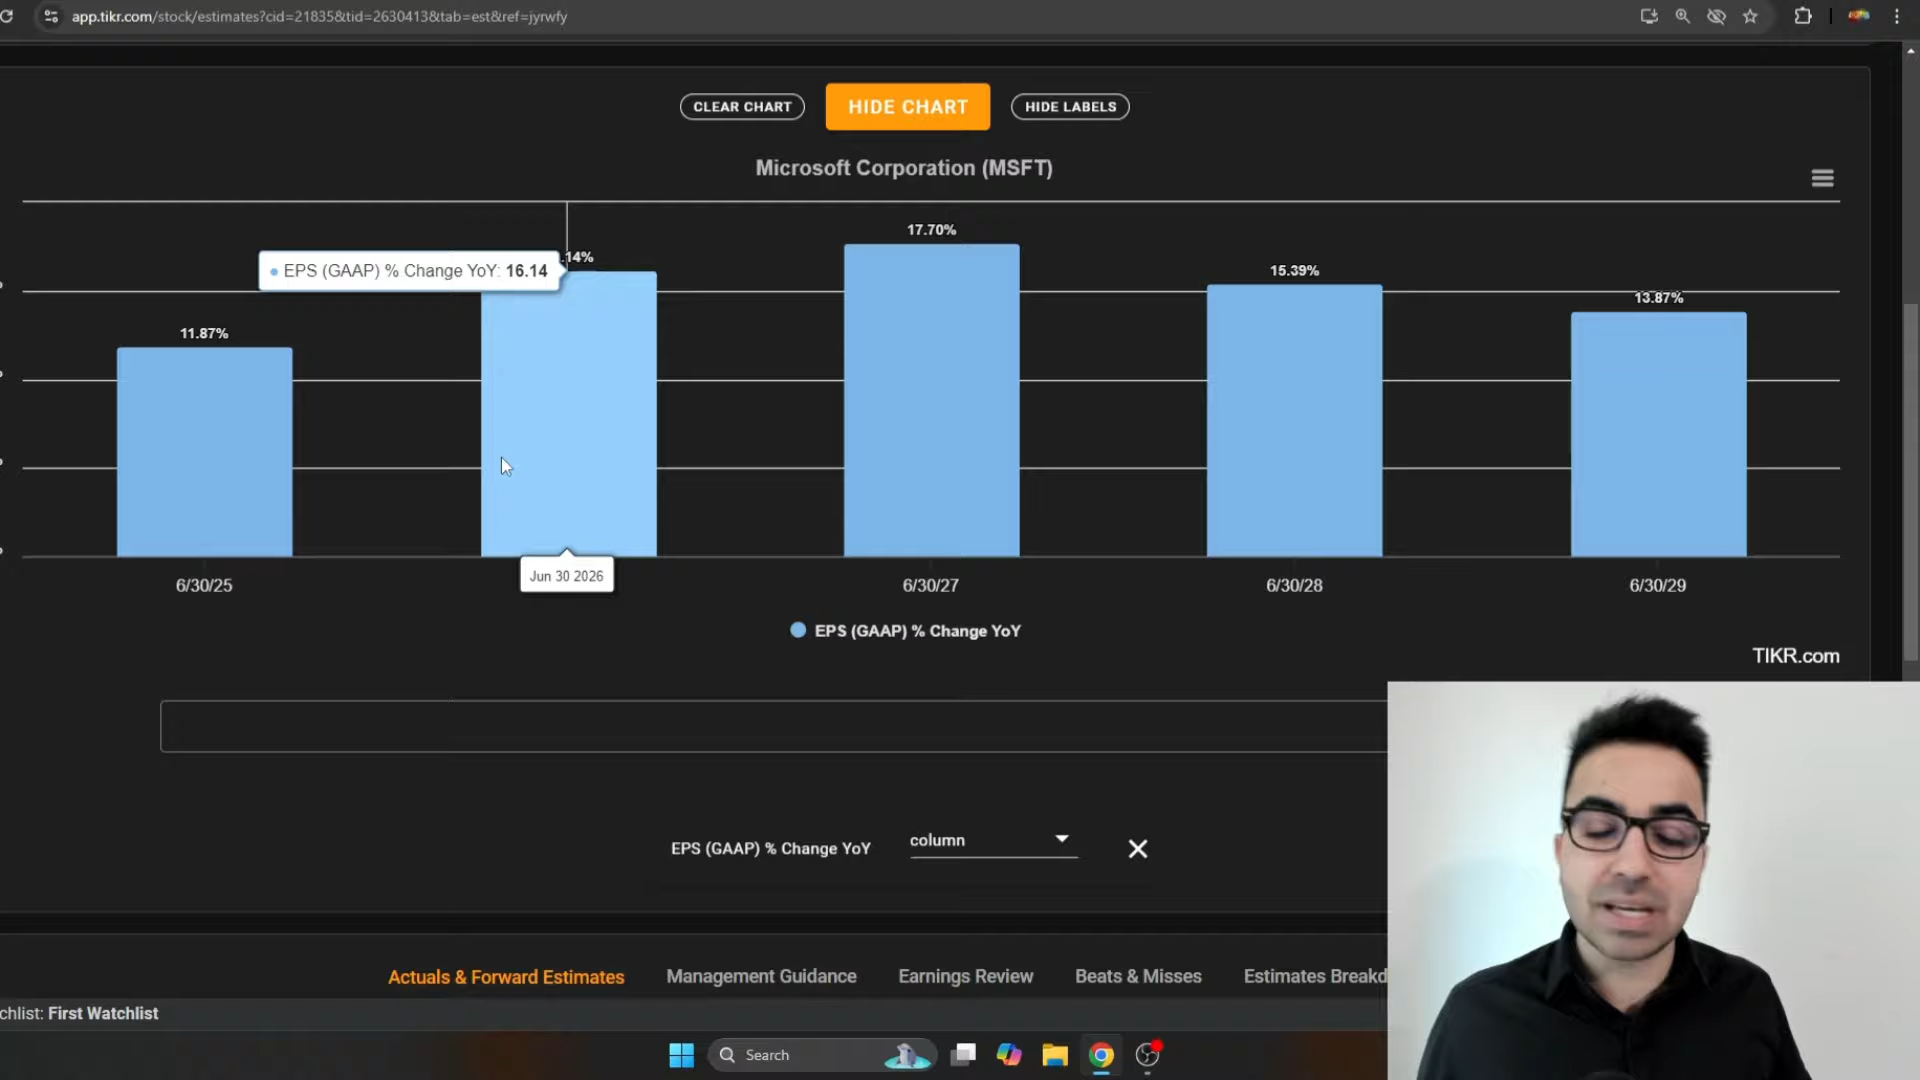 app.tikr.com/stock/estimates?cid=21835&tid=2630413&tab=est&ref=jyrwfy
CLEAR CHART
HIDE CHART
HIDE LABELS
Microsoft Corporation (MSFT)
17.70%
.14%
EPS (GAAP) % Change YoY: 16.14
15.39%
13.87%
11.87%
Jun 30 2026
6/30/25
6/30/27
6/30/28
6/30/29
EPS (GAAP) % Change YoY
TIKR.com
EPS (GAAP) % Change YoY
column
Actuals & Forward Estimates
Management Guidance
Earnings Review
Beats & Misses
Estimates Breakd
chlist: First Watchlist
Search